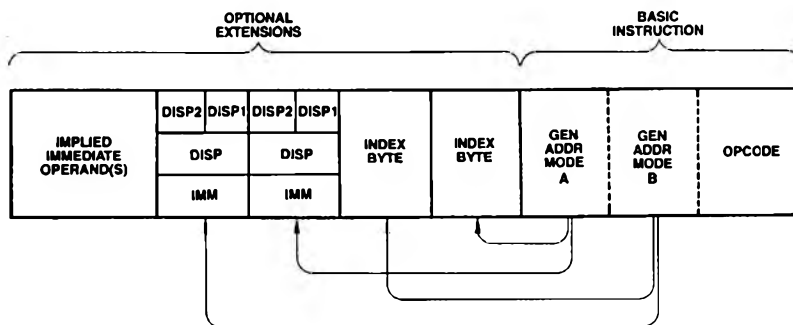 OPTIONAL
EXTENSIONS
BASIC
INSTRUCTION
IMPLIED
IMMEDIATE
OPERAND(S)
DISP2 DISP1
DISP
IMM
DISP2 DISP1
DISP
IMM
INDEX
BYTE
INDEX
BYTE
GEN
ADDR
MODE
A
GEN
ADDR
MODE
B
OPCODE